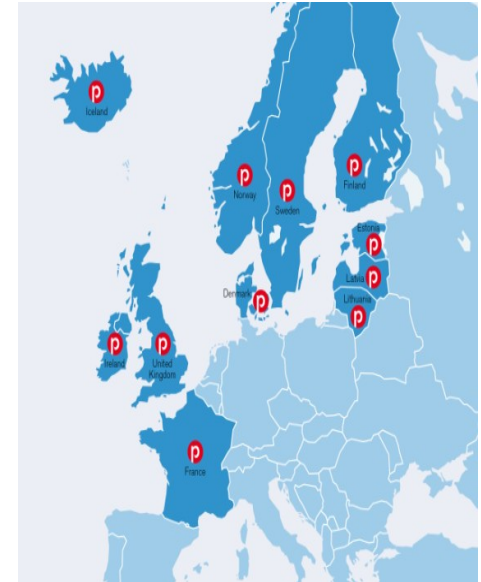 p
Iceland
p
Norway
p
Sweden
p
Finland
Estonia
p
Latvia p
Lithuania
p
Denmark p
p
Ireland
p
United
Kingdom
p
France